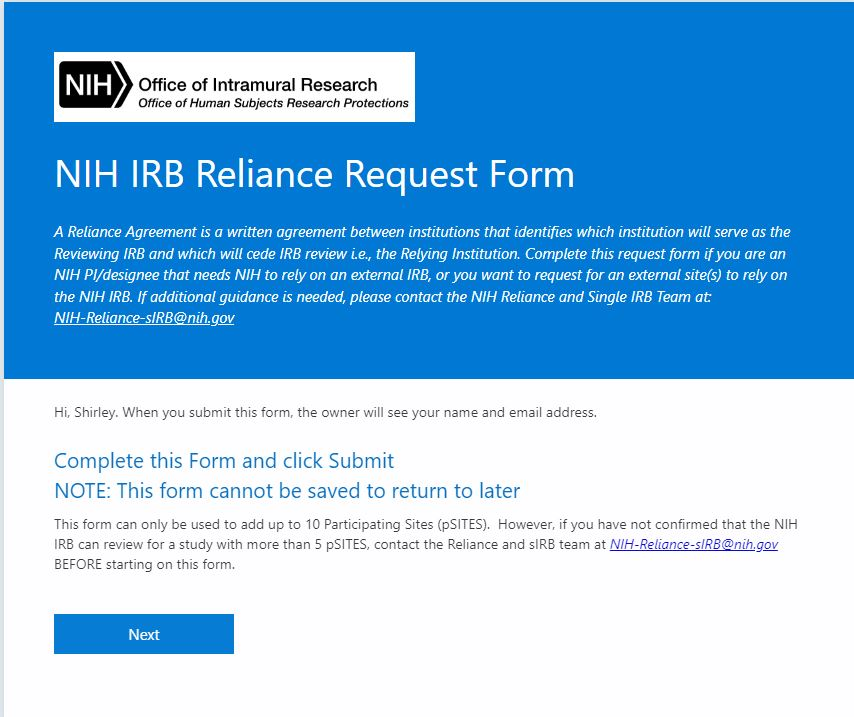 NIH Office of Intramural Research
Office of Human Subjects Research Protections
NIH IRB Reliance Request Form
A Reliance Agreement is a written agreement between institutions that identifies which institution will serve as the
Reviewing IRB and which will cede IRB review i.e., the Relying Institution. Complete this request form if you are an
NIH PI/designee that needs NIH to rely on an external IRB, or you want to request for an external site(s) to rely on
the NIH IRB. If additional guidance is needed, please contact the NIH Reliance and Single IRB Team at:
NIH-Reliance-sIRB@nih.gov
Hi, Shirley. When you submit this form, the owner will see your name and email address.
Complete this Form and click Submit
NOTE: This form cannot be saved to return to later
This form can only be used to add up to 10 Participating Sites (pSITES).  However, if you have not confirmed that the NIH
IRB can review for a study with more than 5 pSITES, contact the Reliance and sIRB team at NIH-Reliance-sIRB@nih.gov
BEFORE starting on this form.
Next